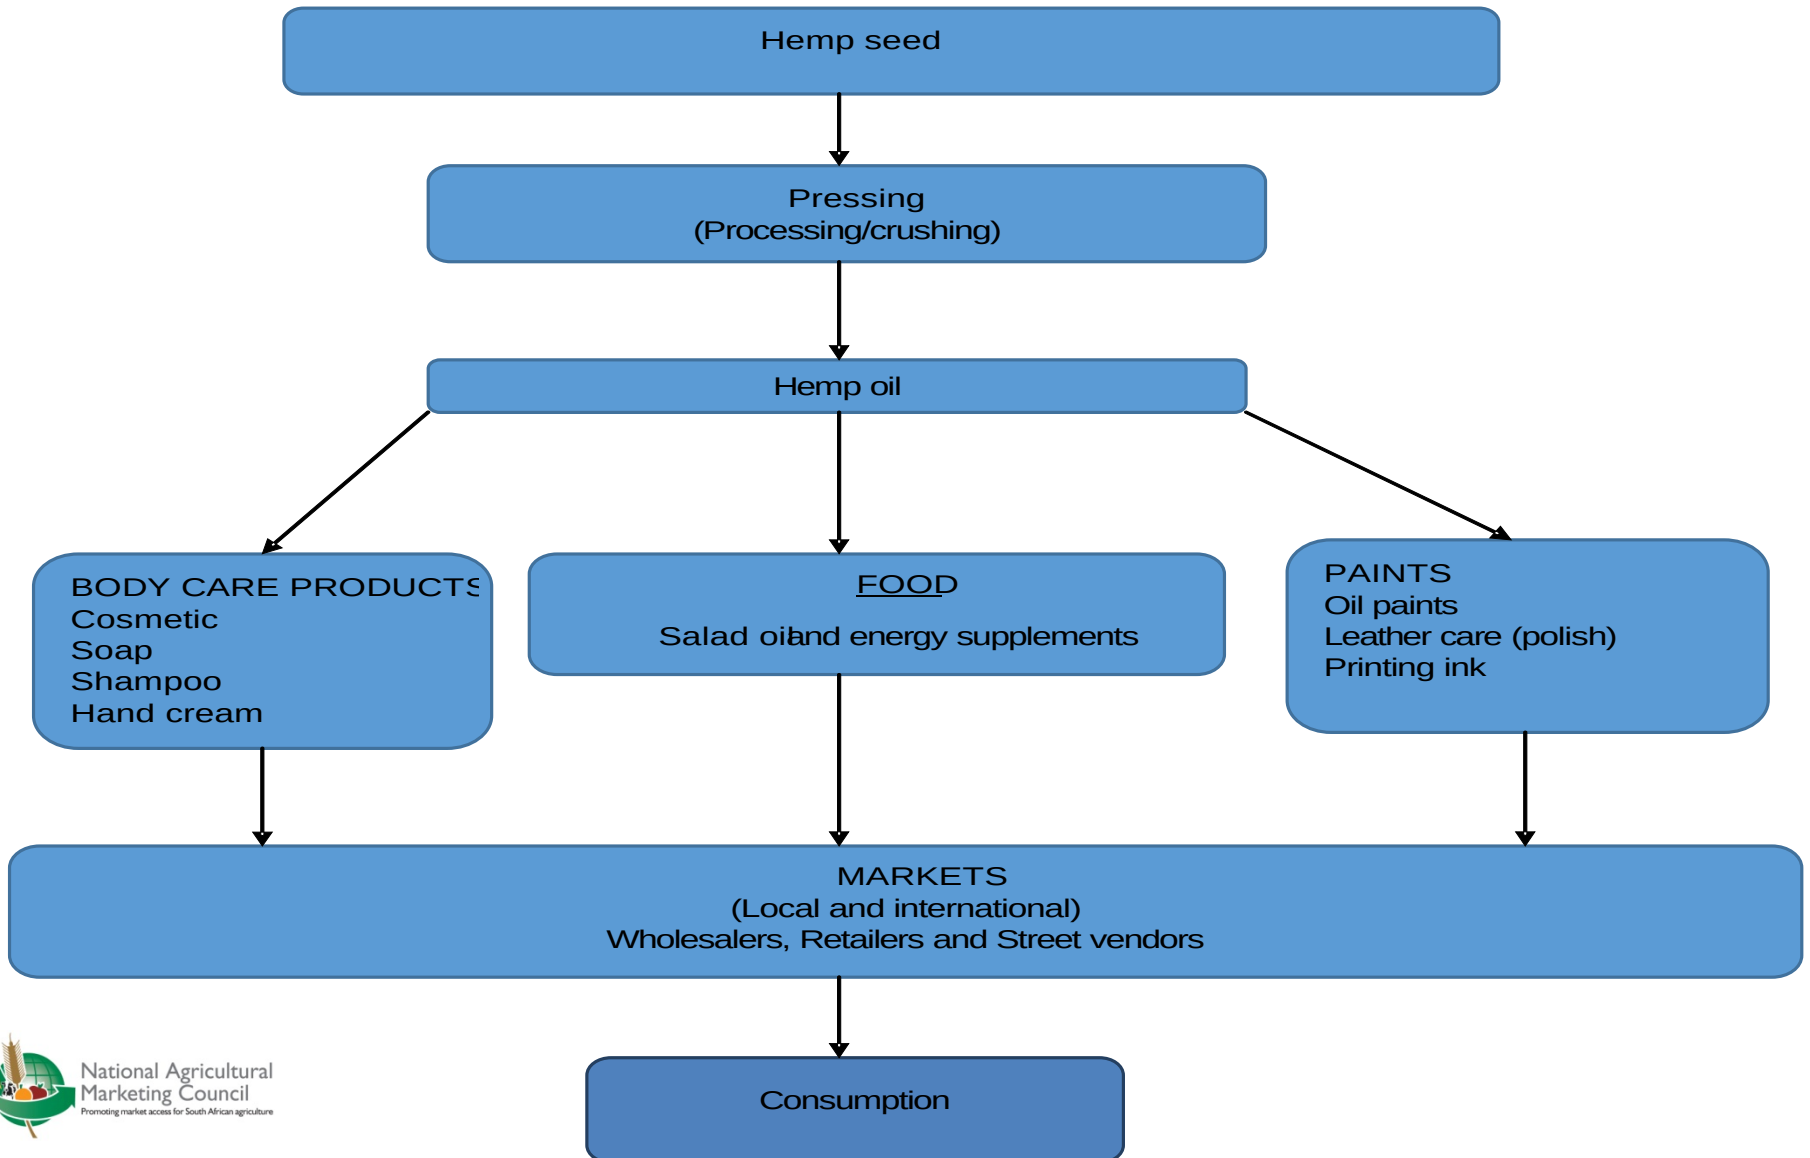 Hemp seed
Pressing
(Processing/crushing)
Hemp oil
BODY CARE PRODUCTS
Cosmetic
Soap
Shampoo
Hand cream
FOOD
Salad oil and energy supplements
PAINTS
Oil paints
Leather care (polish)
Printing ink
MARKETS
(Local and international)
Wholesalers, Retailers and Street vendors
Consumption
National Agricultural
Marketing Council
Promoting market access for South African agriculture